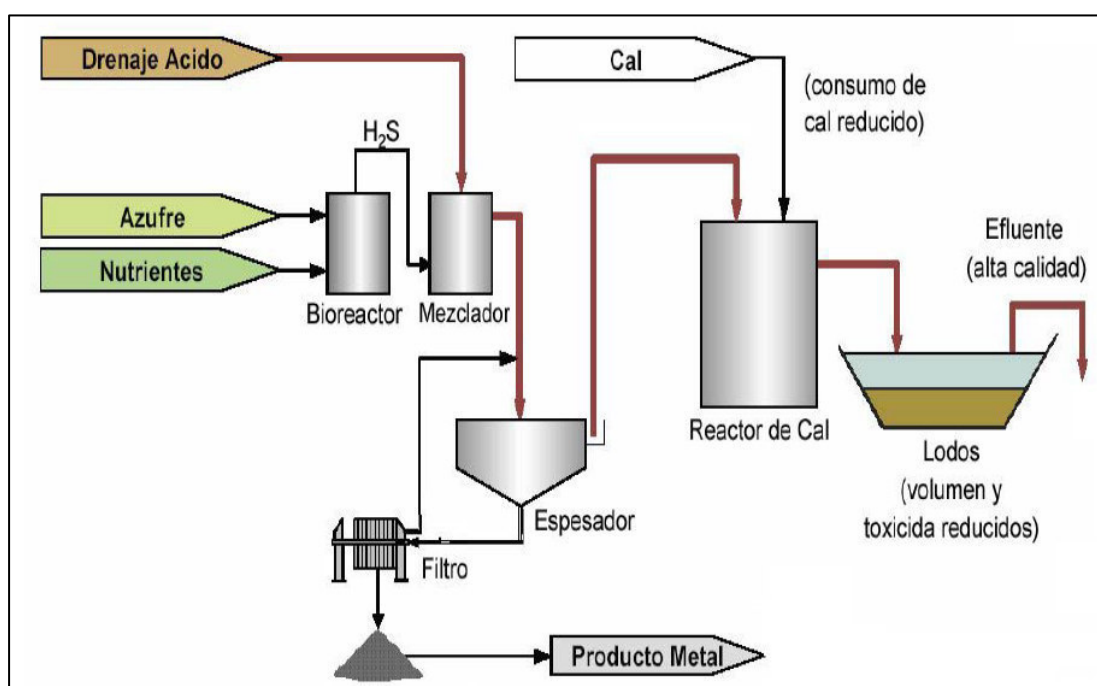 Drenaje Acido
Cal
(consumo de
cal reducido)
H₂S
Azufre
Nutrientes
Bioreactor
Mezclador
Efluente
(alta calidad)
Reactor de Cal
Lodos
(volumen y
toxicida reducidos)
Espesador
Filtro
Producto Metal